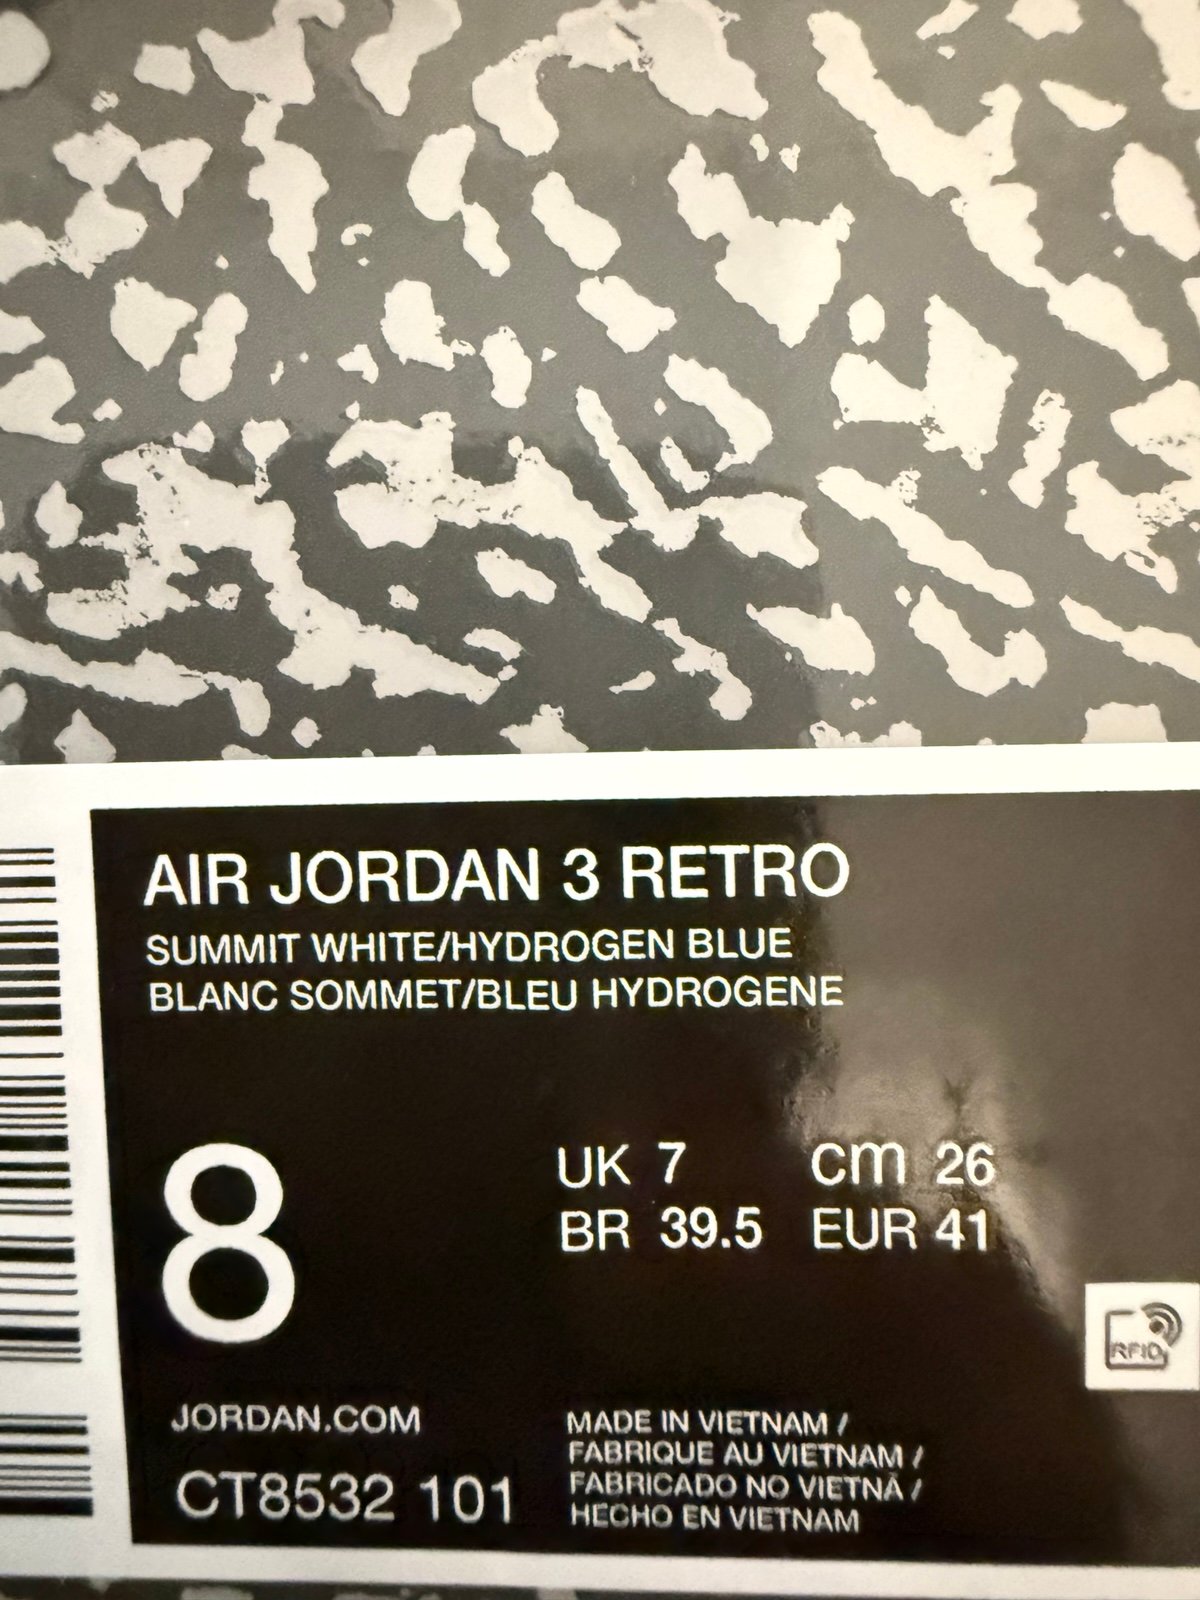 AIR JORDAN 3 RETRO
SUMMIT WHITE/HYDROGEN BLUE
BLANC SOMMET/BLEU HYDROGENE
8
UK 7 cm 26
BR 39.5 EUR 41
RFID
JORDAN.COM
CT8532 101
MADE IN VIETNAM /
FABRIQUE AU VIETNAM /
FABRICADO NO VIETNÃ /
HECHO EN VIETNAM